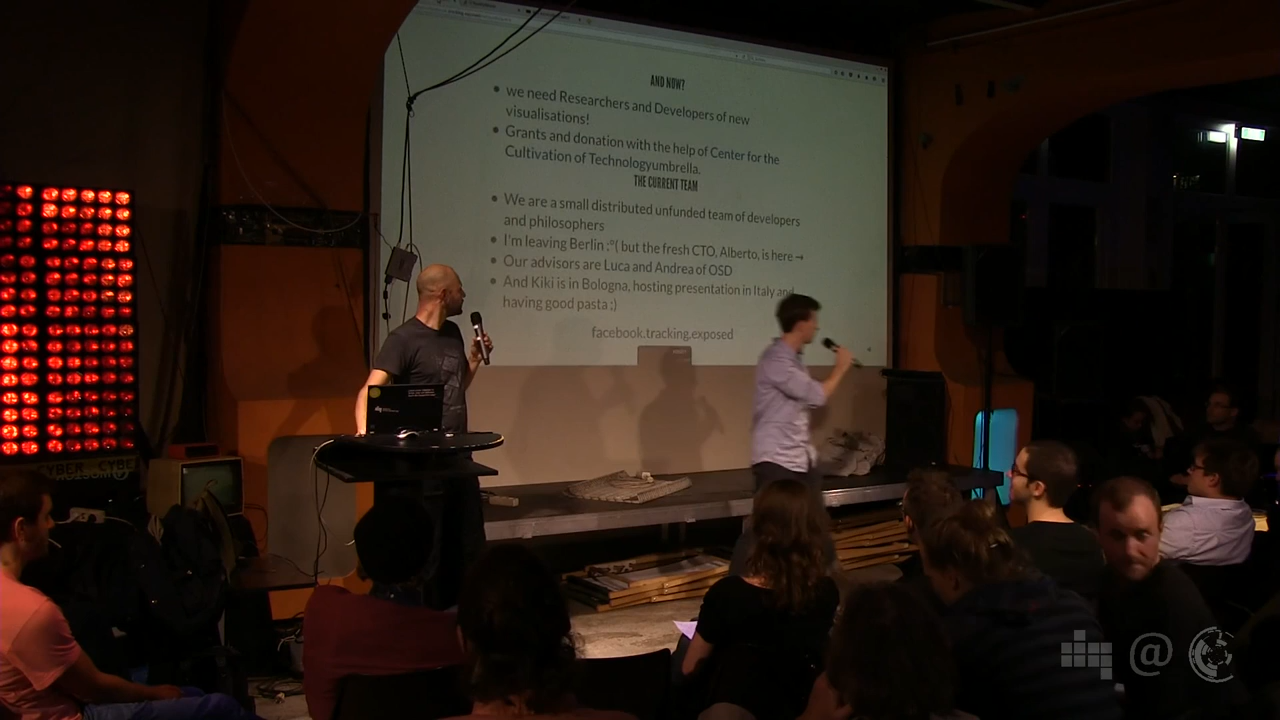 AND NOW?
• we need Researchers and Developers of new
visualisations!
• Grants and donation with the help of Center for the
Cultivation of Technologyumbrella.
THE CURRENT TEAM
• We are a small distributed unfunded team of developers
and philosophers
• I'm leaving Berlin ;°( but the fresh CTO, Alberto, is here →
• Our advisors are Luca and Andrea of OSD
• And Kiki is in Bologna, hosting presentation in Italy and
having good pasta ;)
facebook.tracking.exposed
CYBER CYBE
@